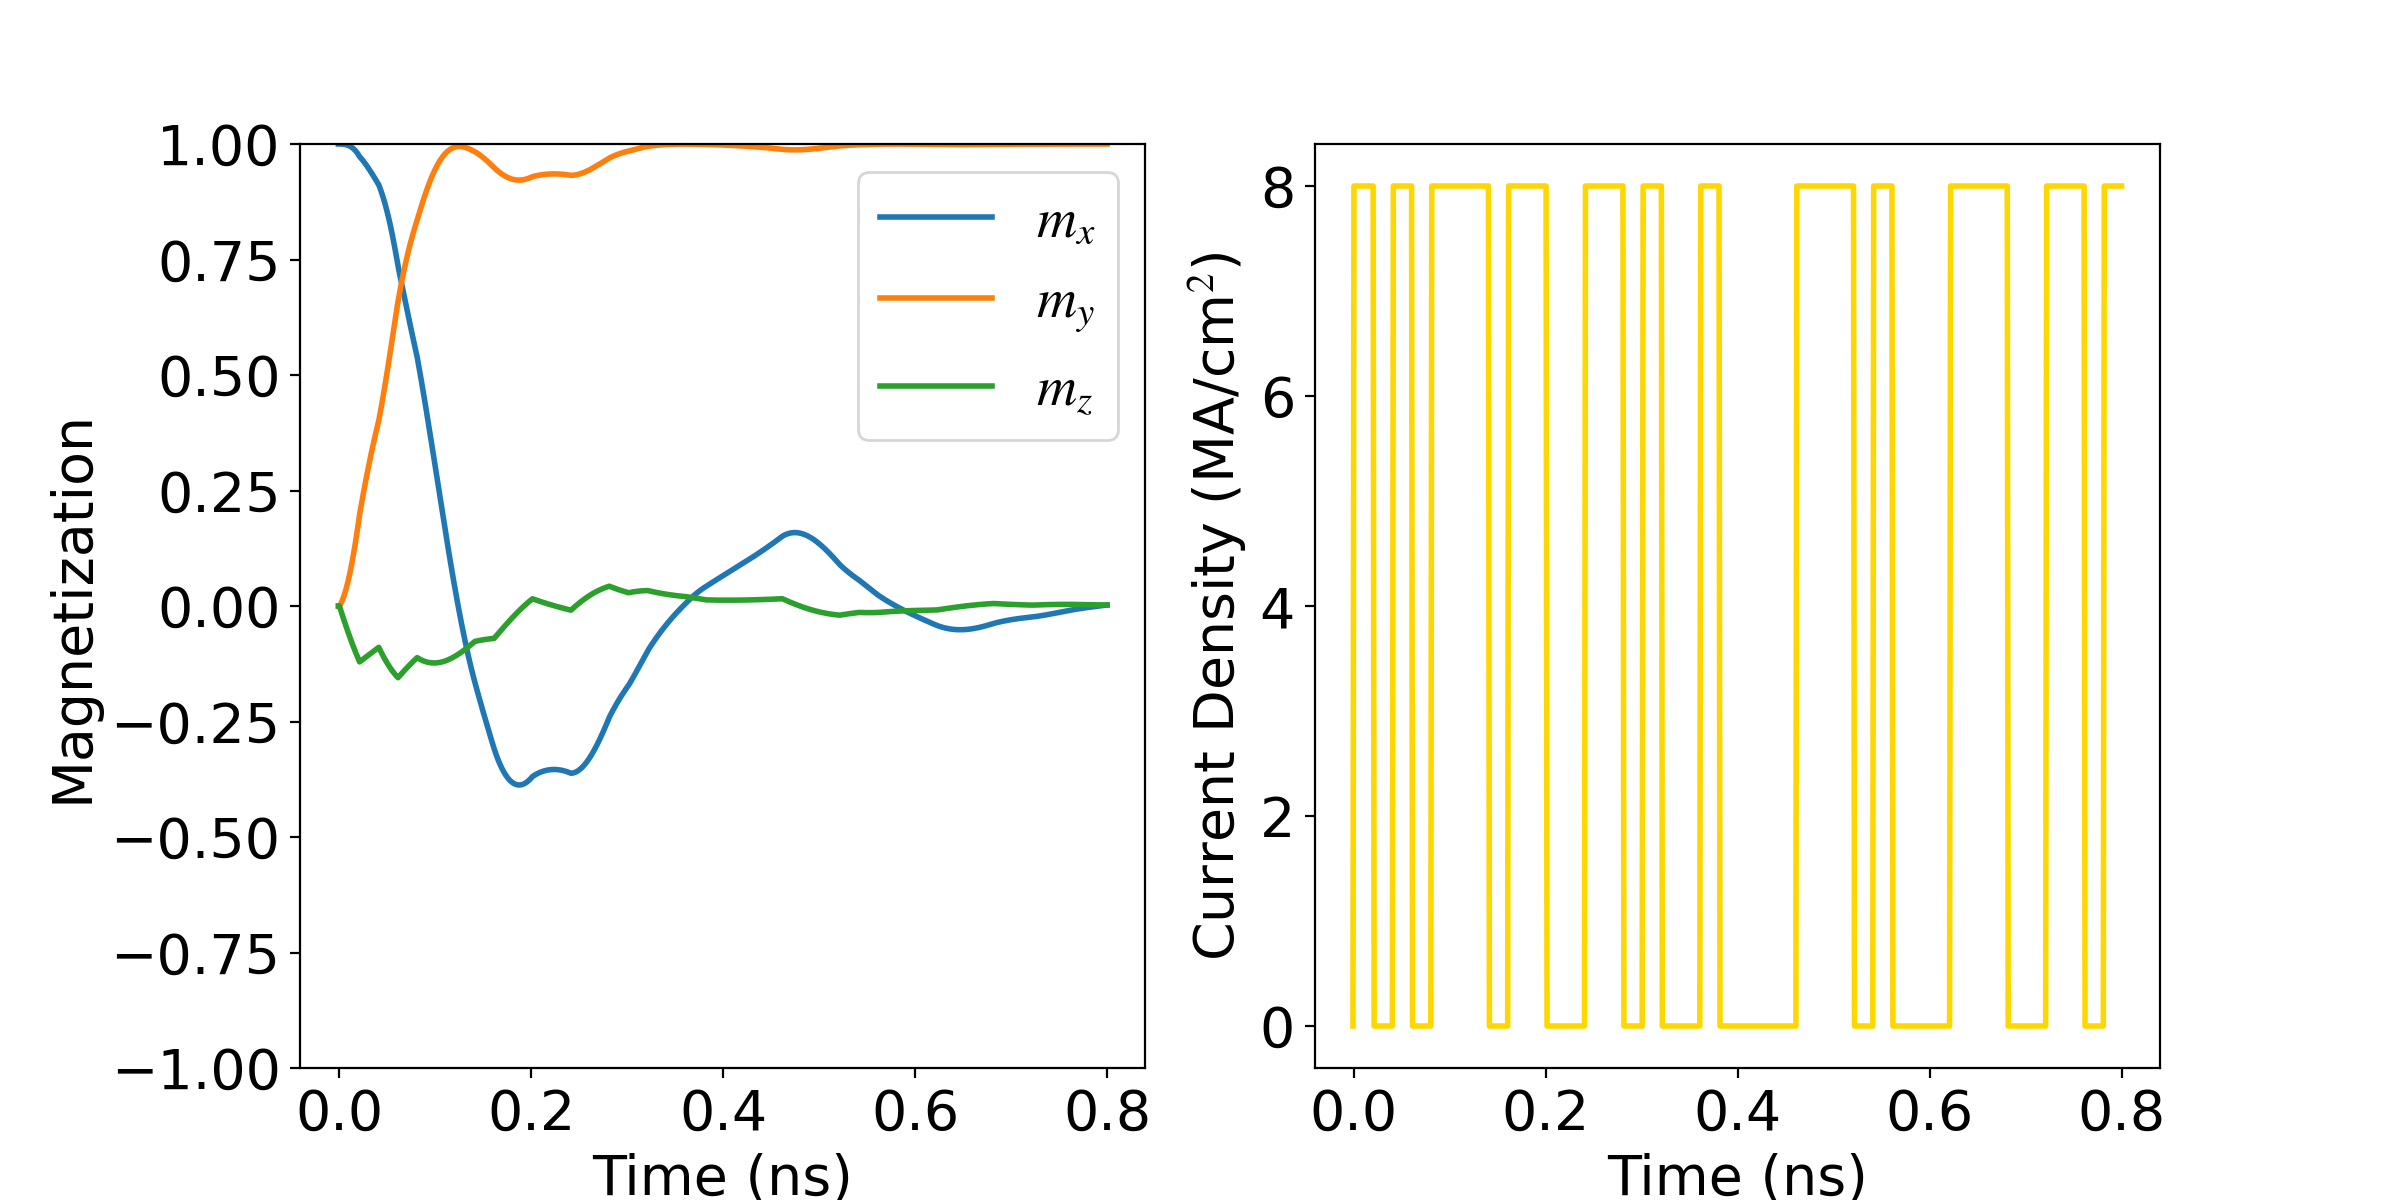 1.00
0.75
0.50
0.25
0.00
−0.25
−0.50
−0.75
−1.00
Magnetization
0.0 0.2 0.4 0.6 0.8
Time (ns)
m_x
m_y
m_z
8
6
4
2
0
Current Density (MA/cm²)
0.0 0.2 0.4 0.6 0.8
Time (ns)